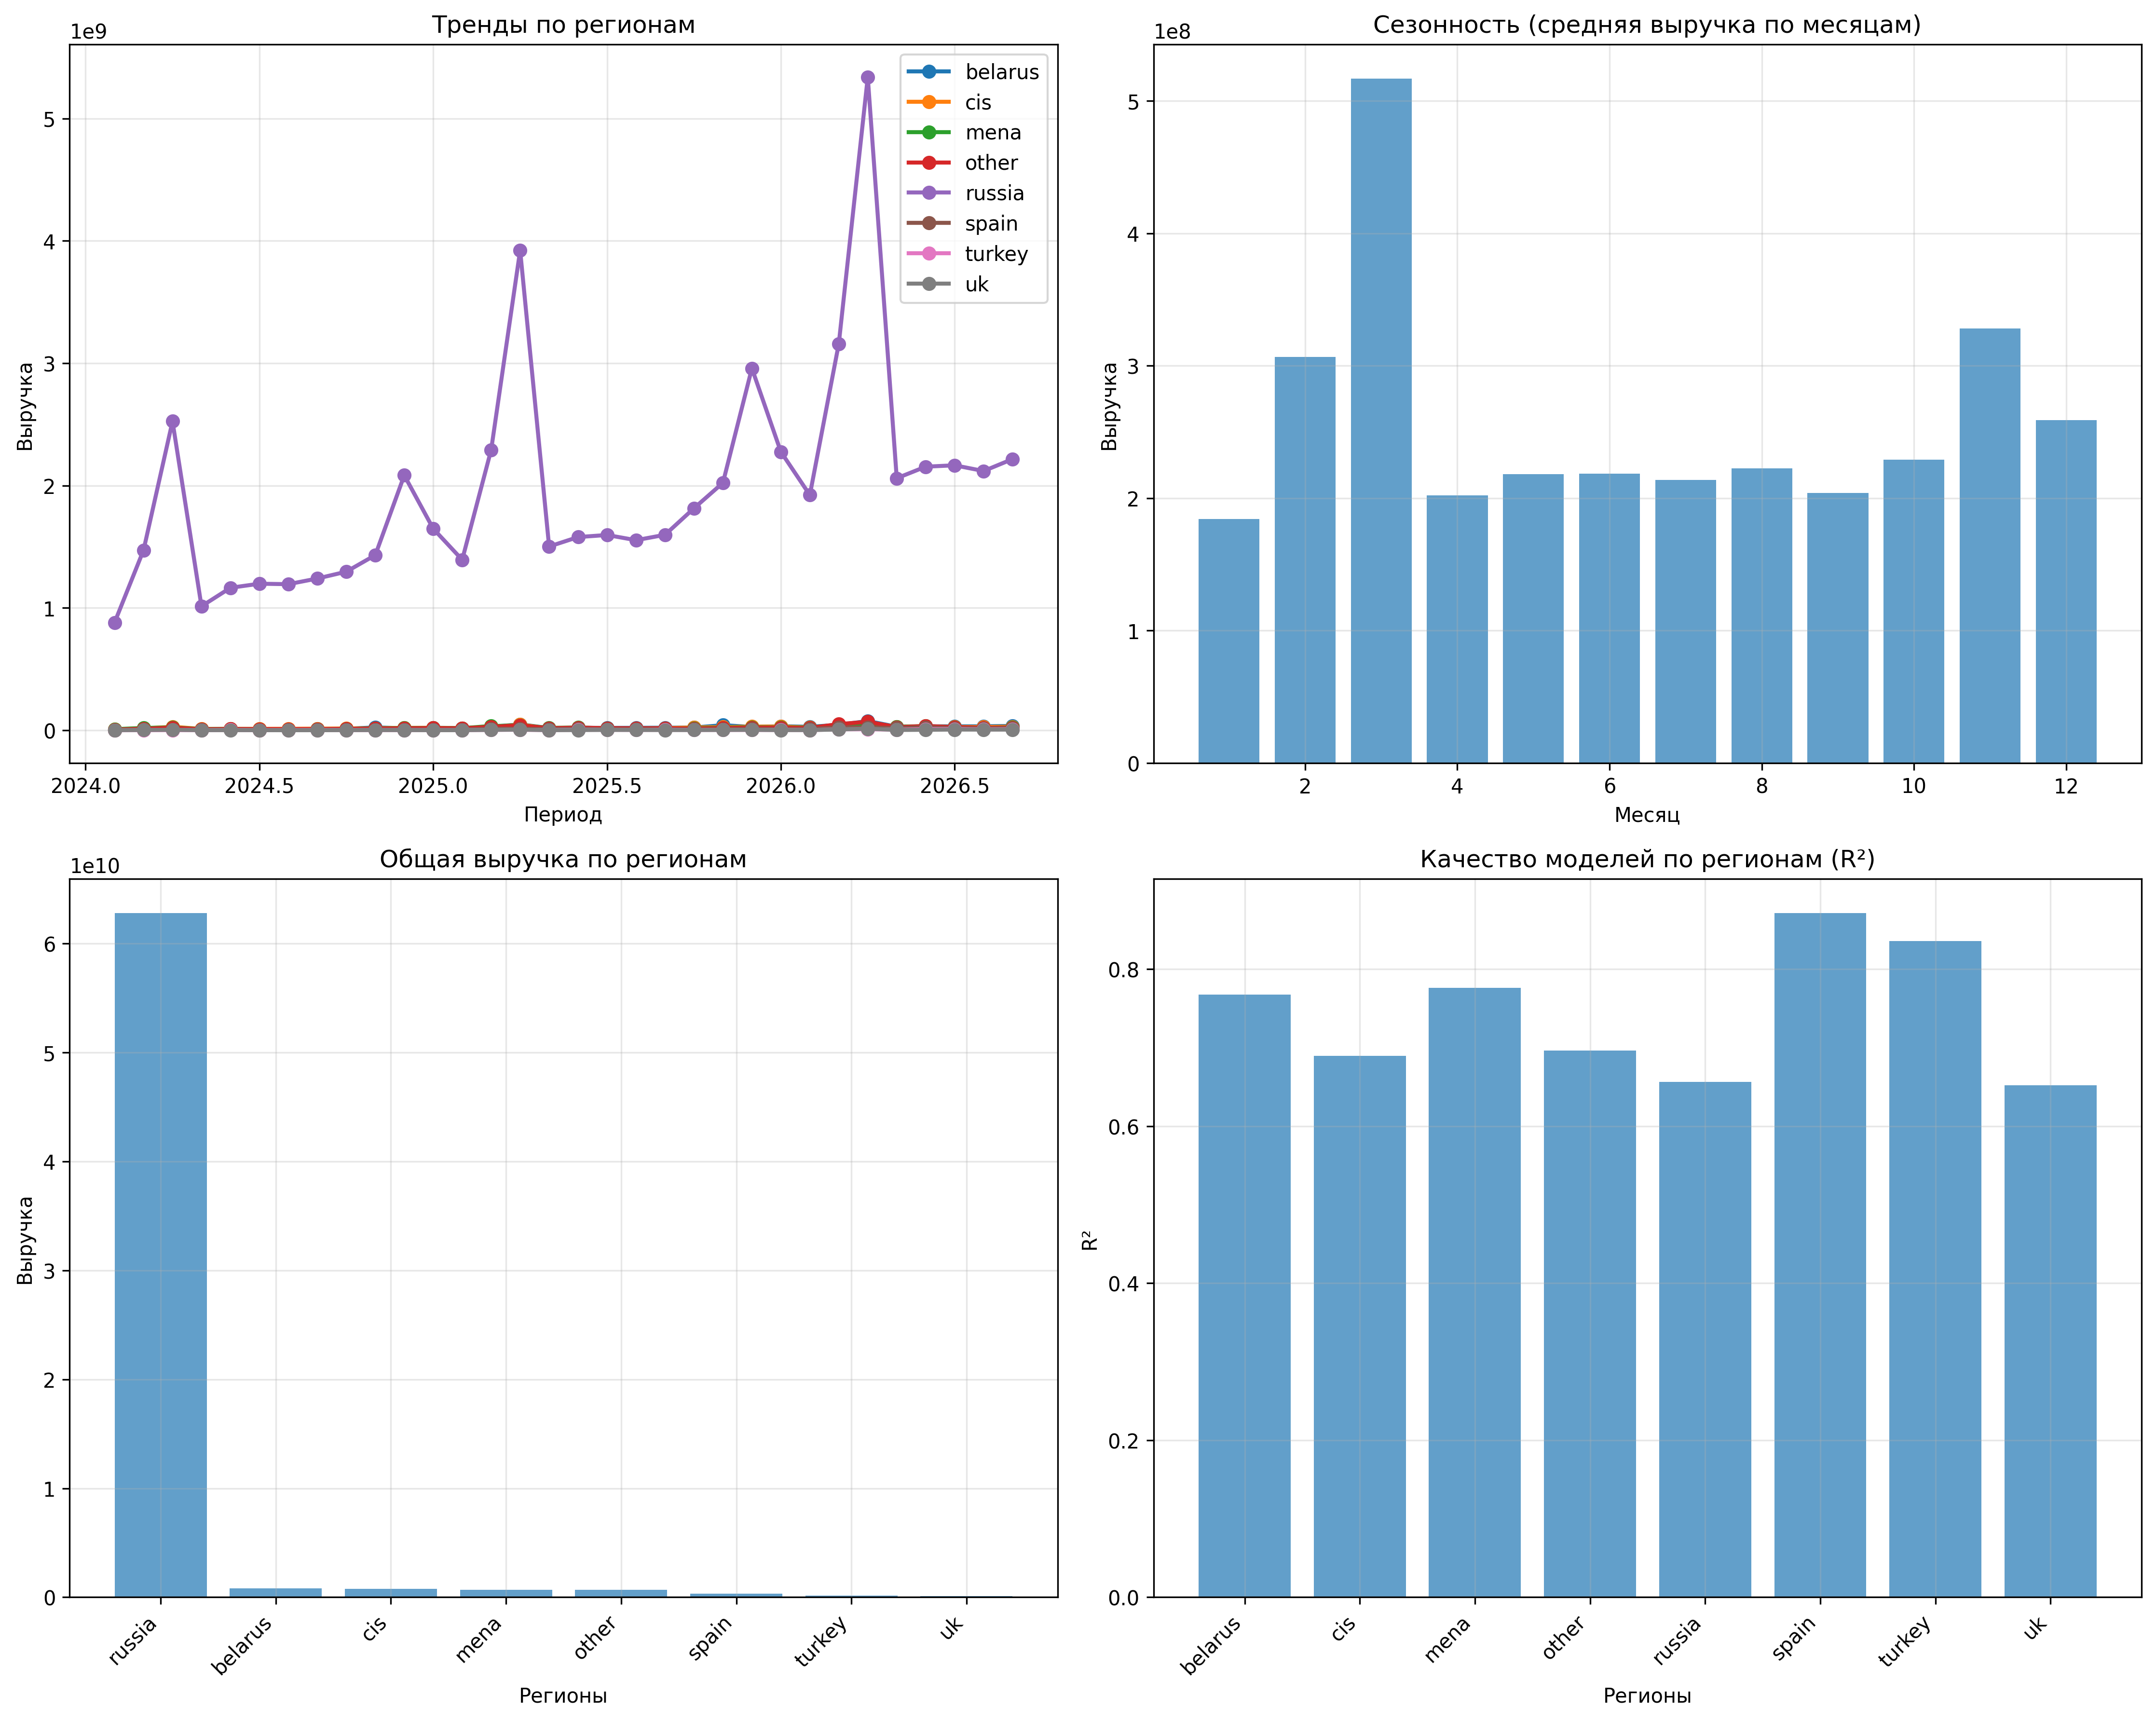 Тренды по регионам
1e9
5
4
3
2
1
0
Выручка
2024.0 2024.5 2025.0 2025.5 2026.0 2026.5
Период
belarus
cis
mena
other
russia
spain
turkey
uk
Сезонность (средняя выручка по месяцам)
1e8
5
4
3
2
1
0
Выручка
2 4 6 8 10 12
Месяц
Общая выручка по регионам
1e10
6
5
4
3
2
1
0
Выручка
russia belarus cis mena other spain turkey uk
Регионы
Качество моделей по регионам (R²)
0.8
0.6
0.4
0.2
0.0
R²
belarus cis mena other russia spain turkey uk
Регионы